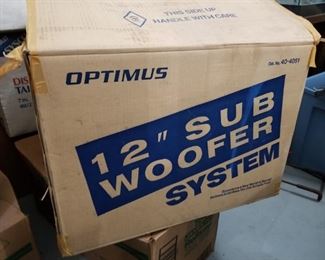 THIS SIDE UP
HANDLE WITH CARE
OPTIMUS
Cat. No. 40-4051
12" SUB
WOOFER
SYSTEM